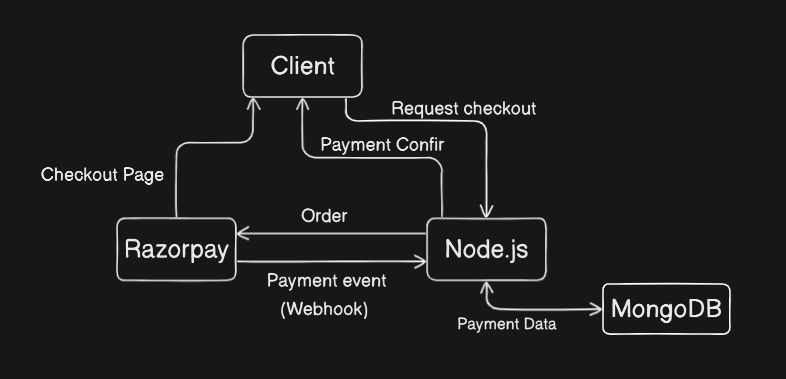 Client
Request checkout
Payment Confir
Checkout Page
Order
Razorpay
Node.js
Payment event
(Webhook)
MongoDB
Payment Data